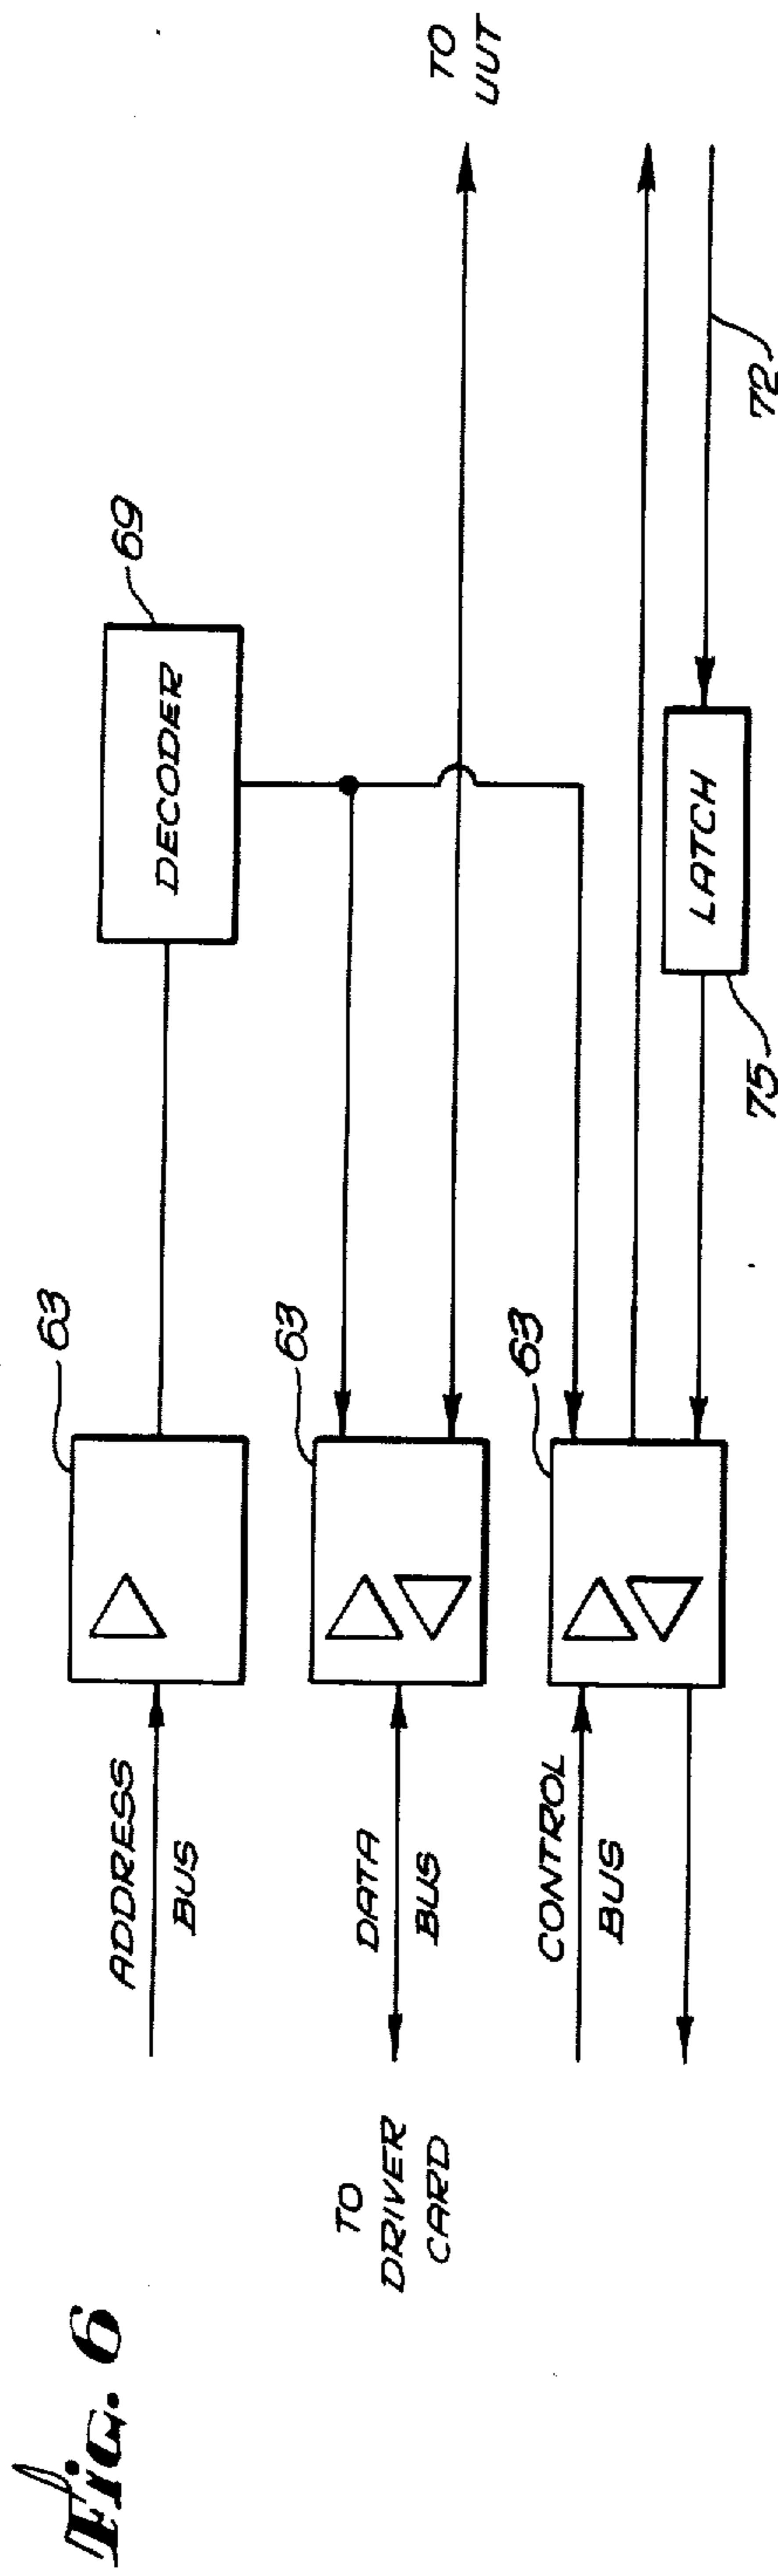 Fig. 6
TO
DRIVER
CARD
ADDRESS
BUS
DATA
BUS
CONTROL
BUS
63
63
63
DECODER
69
LATCH
75
72
TO
UUT